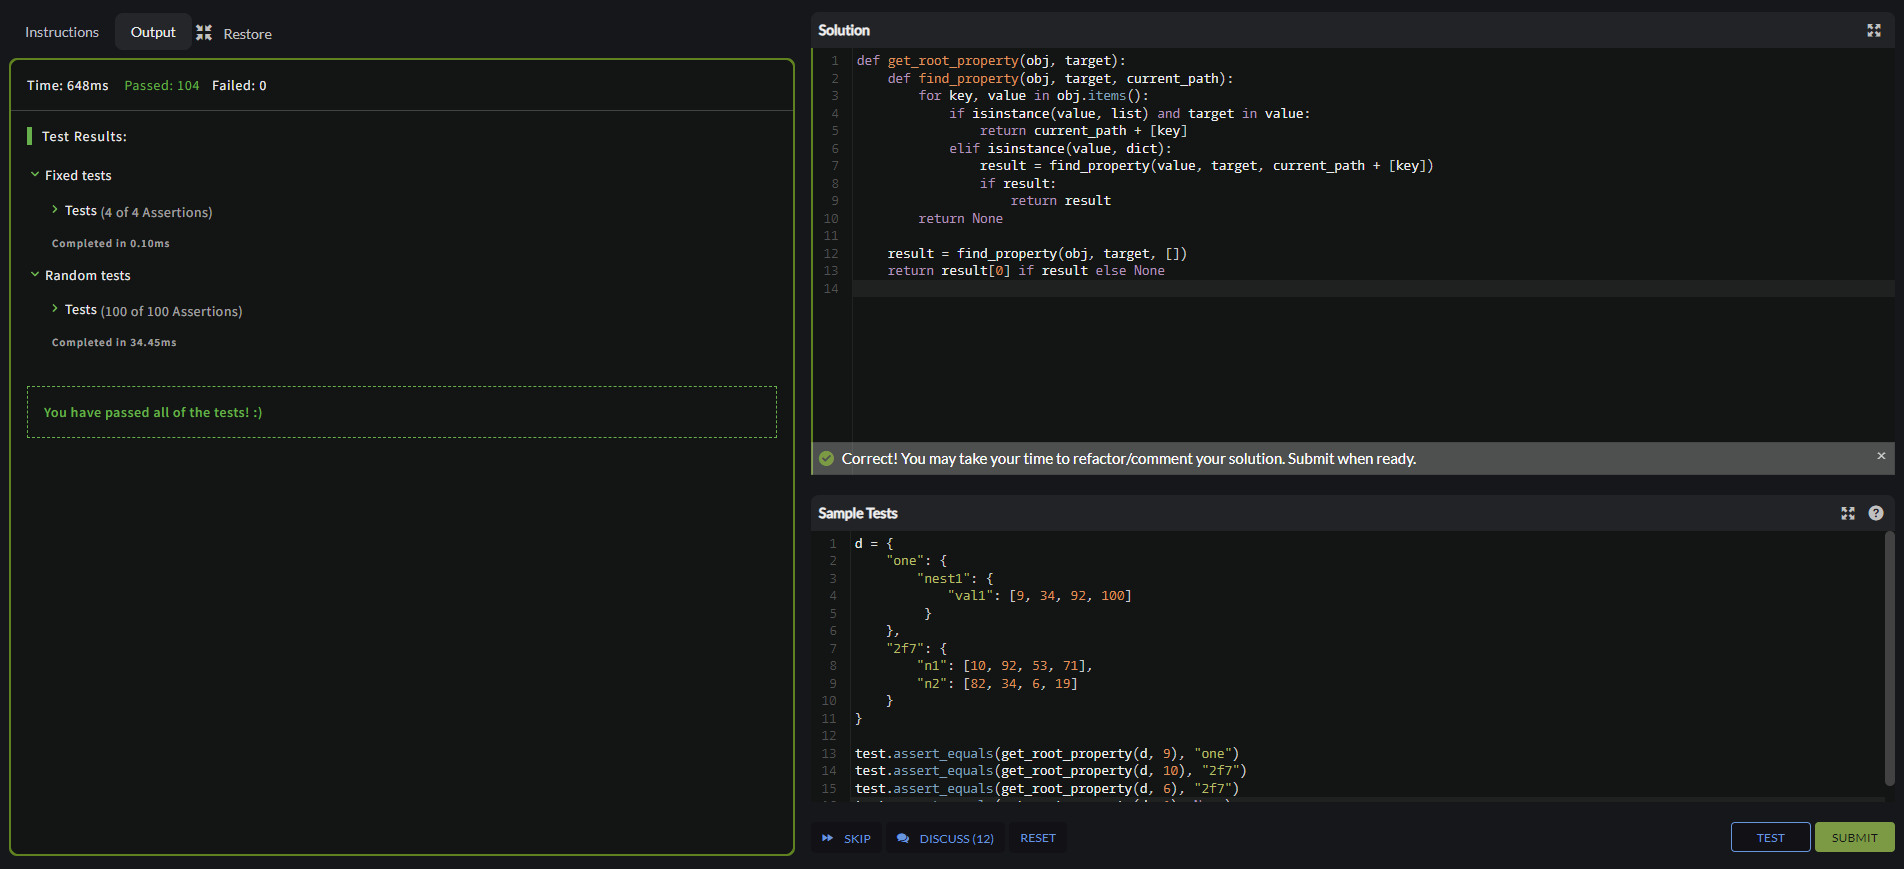 Instructions
Output
Restore
Time: 648ms Passed: 104 Failed: 0
Test Results:
Fixed tests
Tests (4 of 4 Assertions)
Completed in 0.10ms
Random tests
Tests (100 of 100 Assertions)
Completed in 34.45ms
You have passed all of the tests! :)
Solution
1 def get_root_property(obj, target):
2     def find_property(obj, target, current_path):
3         for key, value in obj.items():
4             if isinstance(value, list) and target in value:
5                 return current_path + [key]
6             elif isinstance(value, dict):
7                 result = find_property(value, target, current_path + [key])
8                 if result:
9                     return result
10         return None
11
12     result = find_property(obj, target, [])
13     return result[0] if result else None
14
Correct! You may take your time to refactor/comment your solution. Submit when ready. ×
Sample Tests ?
1 d = {
2     "one": {
3         "nest1": {
4             "val1": [9, 34, 92, 100]
5          }
6     },
7     "2f7": {
8         "n1": [10, 92, 53, 71],
9         "n2": [82, 34, 6, 19]
10     }
11 }
12
13 test.assert_equals(get_root_property(d, 9), "one")
14 test.assert_equals(get_root_property(d, 10), "2f7")
15 test.assert_equals(get_root_property(d, 6), "2f7")
SKIP DISCUSS (12) RESET TEST SUBMIT